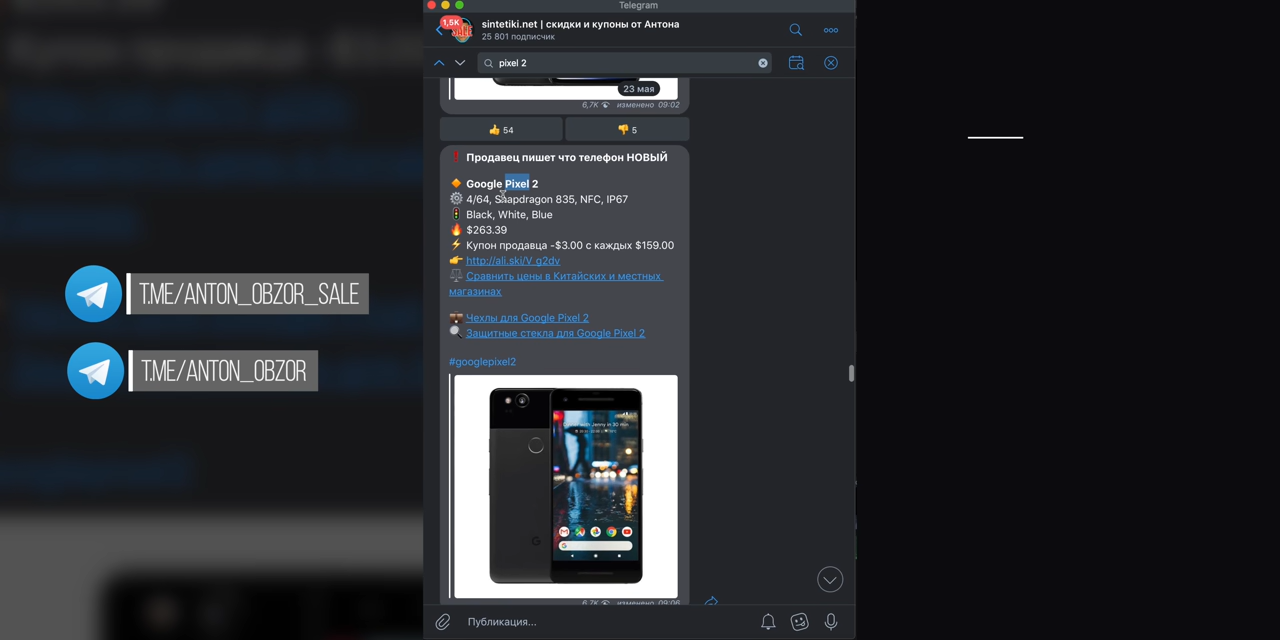 Telegram
1,5K
SALE
sintetiki.net | скидки и купоны от Антона
25 801 подписчик
pixel 2
23 мая
6,7K изменено 09:02
👍 54
👎 5
Продавец пишет что телефон НОВЫЙ
Google Pixel 2
4/64, Snapdragon 835, NFC, IP67
Black, White, Blue
$263.39
Купон продавца -$3.00 с каждых $159.00
http://ali.ski/V_g2dv
Сравнить цены в Китайских и местных
магазинах
Чехлы для Google Pixel 2
Защитные стекла для Google Pixel 2
#googlepixel2
6,7K изменено 09:06
Публикация...
T.ME/ANTON_OBZOR_SALE
T.ME/ANTON_OBZOR